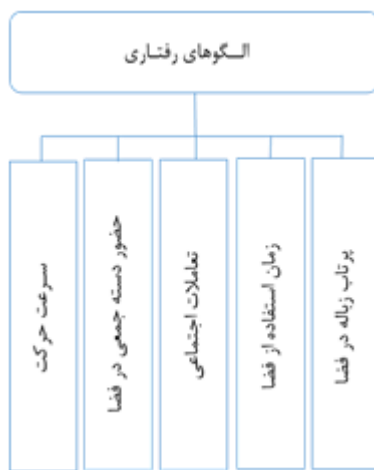 الگوهای رفتاری
پرتاب زباله در فضا
زمان استفاده از فضا
تعاملات اجتماعی
حضور دسته جمعی در فضا
سرعت حرکت